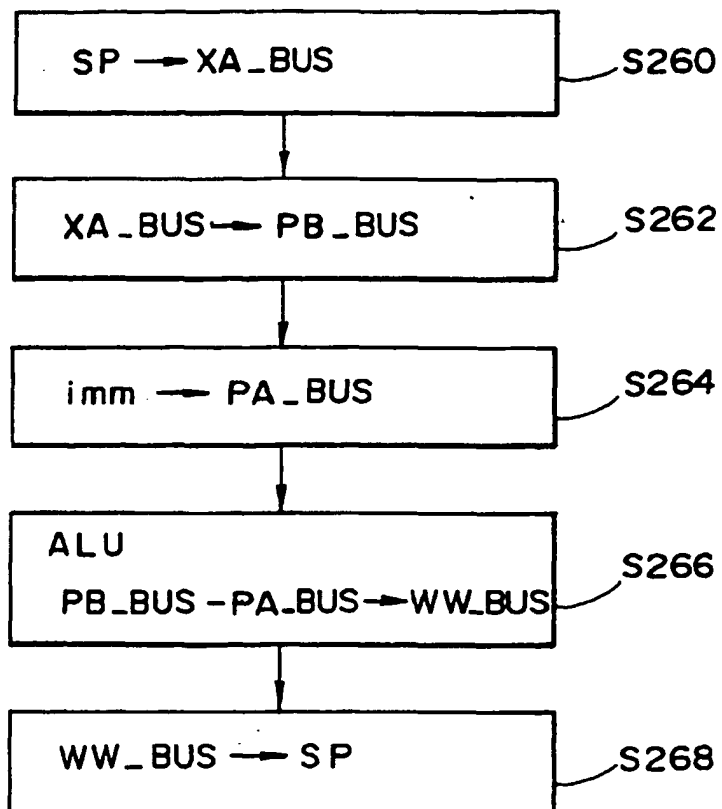 SP → XA_BUS
S260
XA_BUS → PB_BUS
S262
imm → PA_BUS
S264
ALU
PB_BUS - PA_BUS → WW_BUS
S266
WW_BUS → SP
S268